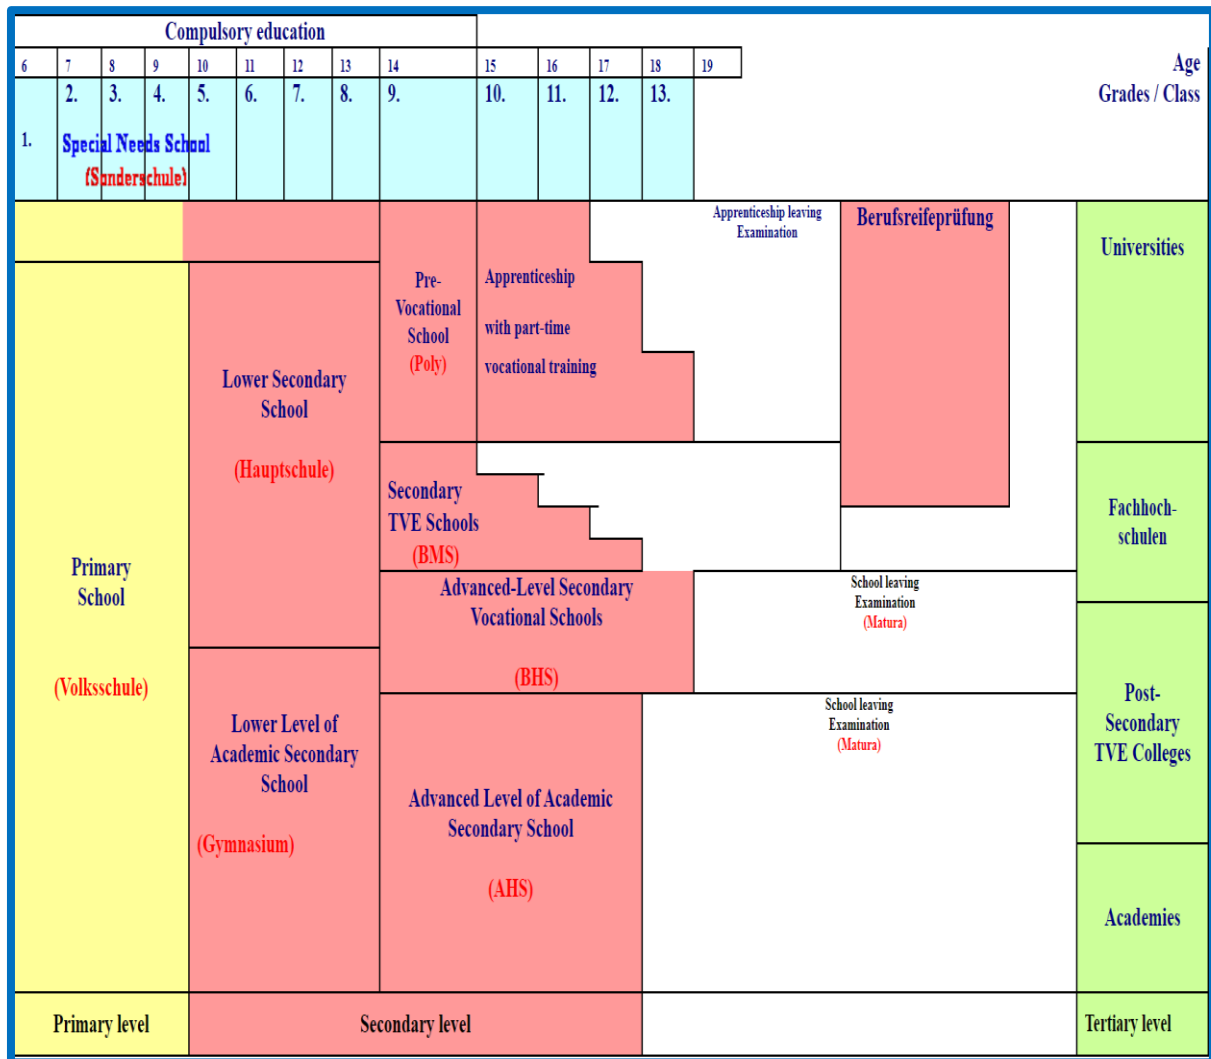 Compulsory education
6 7 8 9 10 11 12 13 14 15 16 17 18 19 Age
2. 3. 4. 5. 6. 7. 8. 9. 10. 11. 12. 13. Grades / Class
1.
Special Needs School
(Sonderschule)
Apprenticeship leaving
Examination
Berufsreifeprüfung
Universities
Pre-
Vocational
School
(Poly)
Apprenticeship
with part-time
vocational training
Lower Secondary
School
(Hauptschule)
Secondary
TVE Schools
(BMS)
Fachhoch-
schulen
Primary
School
(Volksschule)
Advanced-Level Secondary
Vocational Schools
(BHS)
School leaving
Examination
(Matura)
Lower Level of
Academic Secondary
School
(Gymnasium)
Advanced Level of Academic
Secondary School
(AHS)
School leaving
Examination
(Matura)
Post-
Secondary
TVE Colleges
Academies
Primary level
Secondary level
Tertiary level